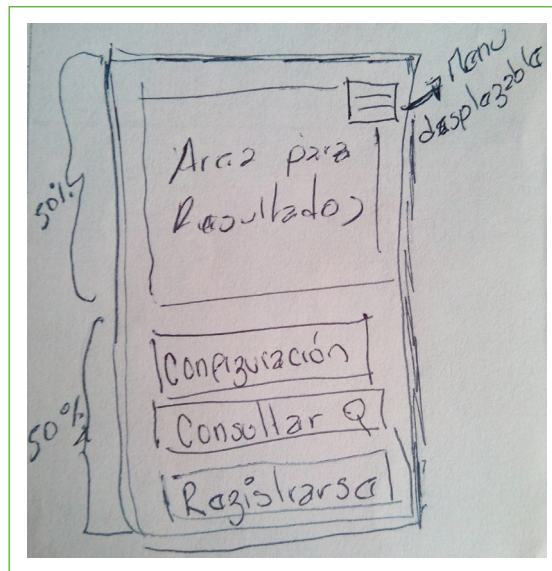 Menu
desplazable
50%
Area para
Resultados
Configuración
50%
Consultar Q
Registrarse